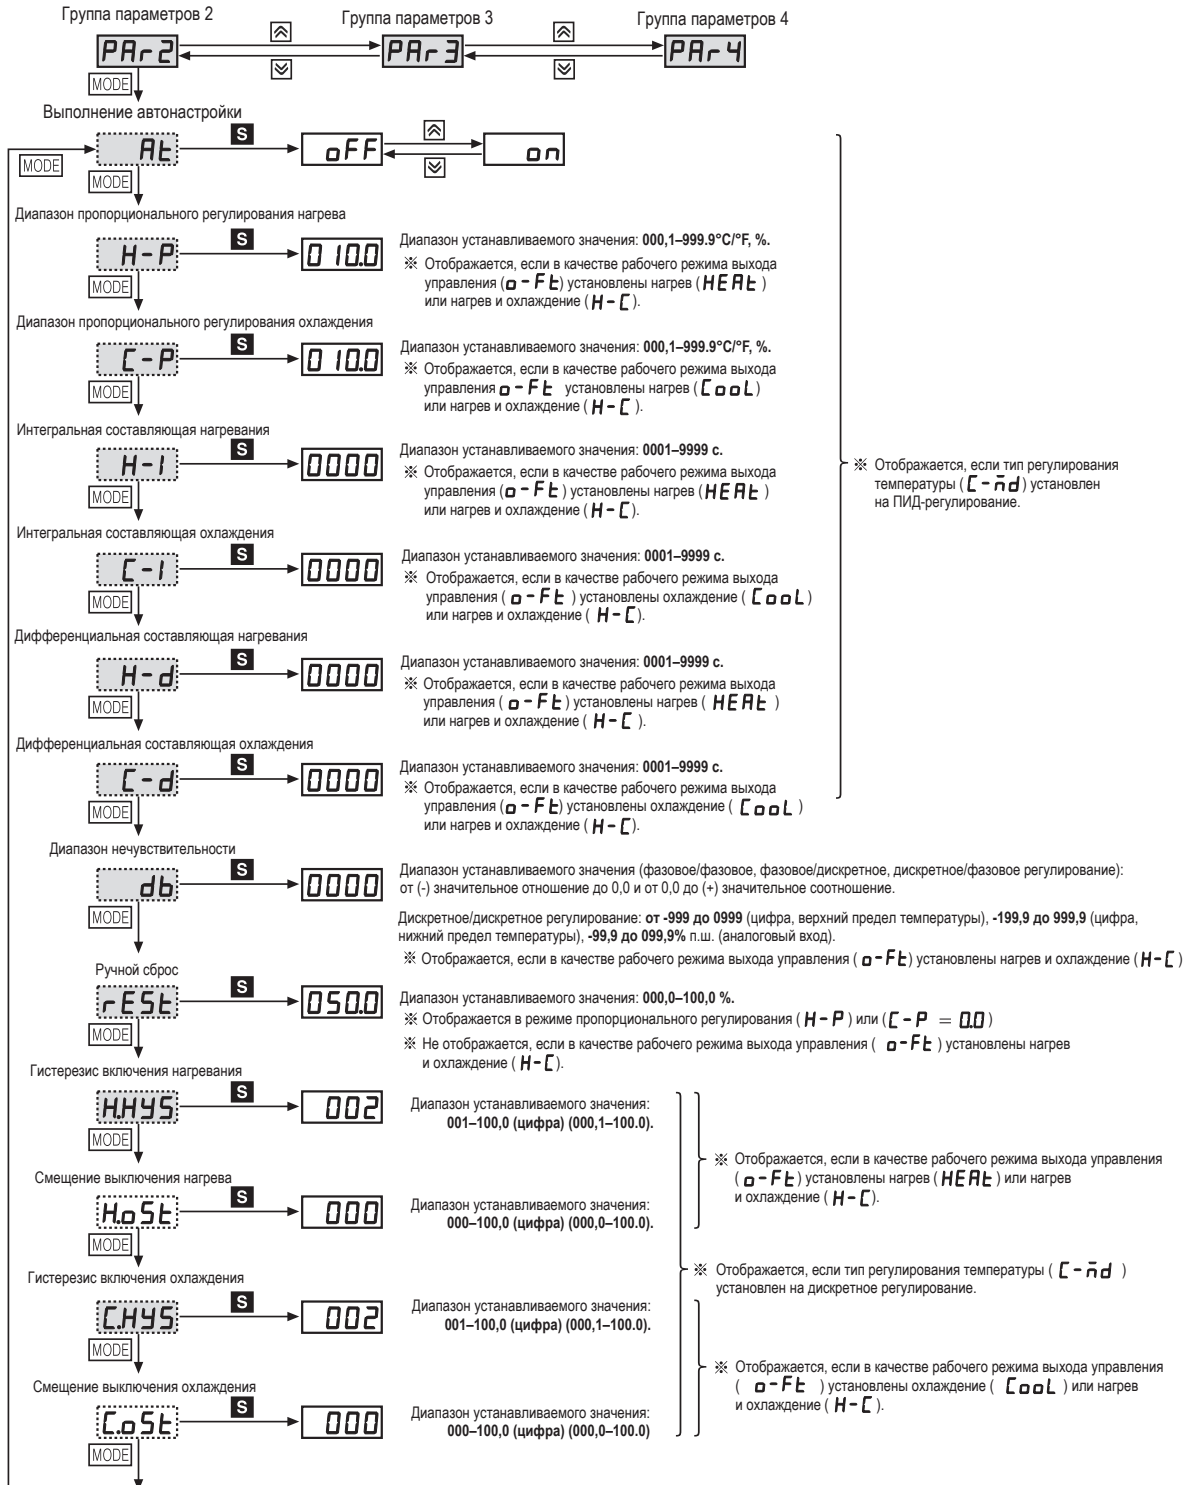 Группа параметров 2 Группа параметров 3 Группа параметров 4
PAr2 PAr3 PAr4
MODE
Выполнение автонастройки
At S oFF on
MODE
MODE
Диапазон пропорционального регулирования нагрева
H-P S 010.0
MODE
Диапазон устанавливаемого значения: 000,1–999.9°C/°F, %.
※ Отображается, если в качестве рабочего режима выхода
управления (o-Ft) установлены нагрев (HEAt)
или нагрев и охлаждение (H-C).
Диапазон пропорционального регулирования охлаждения
C-P S 010.0
MODE
Диапазон устанавливаемого значения: 000,1–999.9°C/°F, %.
※ Отображается, если в качестве рабочего режима выхода
управления o-Ft установлены нагрев (CooL)
или нагрев и охлаждение (H-C).
Интегральная составляющая нагревания
H-I S 0000
MODE
Диапазон устанавливаемого значения: 0001–9999 с.
※ Отображается, если в качестве рабочего режима выхода
управления (o-Ft) установлены нагрев (HEAt)
или нагрев и охлаждение (H-C).
※ Отображается, если тип регулирования
температуры (C-md) установлен
на ПИД-регулирование.
Интегральная составляющая охлаждения
C-I S 0000
MODE
Диапазон устанавливаемого значения: 0001–9999 с.
※ Отображается, если в качестве рабочего режима выхода
управления (o-Ft) установлены охлаждение (CooL)
или нагрев и охлаждение (H-C).
Дифференциальная составляющая нагревания
H-d S 0000
MODE
Диапазон устанавливаемого значения: 0001–9999 с.
※ Отображается, если в качестве рабочего режима выхода
управления (o-Ft) установлены нагрев (HEAt)
или нагрев и охлаждение (H-C).
Дифференциальная составляющая охлаждения
C-d S 0000
MODE
Диапазон устанавливаемого значения: 0001–9999 с.
※ Отображается, если в качестве рабочего режима выхода
управления (o-Ft) установлены охлаждение (CooL)
или нагрев и охлаждение (H-C).
Диапазон нечувствительности
db S 0000
MODE
Диапазон устанавливаемого значения (фазовое/фазовое, фазовое/дискретное, дискретное/фазовое регулирование):
от (-) значительное отношение до 0,0 и от 0,0 до (+) значительное соотношение.
Дискретное/дискретное регулирование: от -999 до 0999 (цифра, верхний предел температуры), -199,9 до 999,9 (цифра,
нижний предел температуры), -99,9 до 099,9% п.ш. (аналоговый вход).
※ Отображается, если в качестве рабочего режима выхода управления (o-Ft) установлены нагрев и охлаждение (H-C)
Ручной сброс
rESt S 050.0
MODE
Диапазон устанавливаемого значения: 000,0–100,0 %.
※ Отображается в режиме пропорционального регулирования (H-P) или (C-P = 0.0)
※ Не отображается, если в качестве рабочего режима выхода управления (o-Ft) установлены нагрев
и охлаждение (H-C).
Гистерезис включения нагревания
H.HYS S 002
MODE
Диапазон устанавливаемого значения:
001–100,0 (цифра) (000,1–100.0).
※ Отображается, если в качестве рабочего режима выхода управления
(o-Ft) установлены нагрев (HEAt) или нагрев
и охлаждение (H-C).
Смещение выключения нагрева
H.oSt S 000
MODE
Диапазон устанавливаемого значения:
000–100,0 (цифра) (000,0–100.0).
※ Отображается, если тип регулирования температуры (C-md)
установлен на дискретное регулирование.
Гистерезис включения охлаждения
C.HYS S 002
MODE
Диапазон устанавливаемого значения:
001–100,0 (цифра) (000,1–100.0).
※ Отображается, если в качестве рабочего режима выхода управления
(o-Ft) установлены охлаждение (CooL) или нагрев
и охлаждение (H-C).
Смещение выключения охлаждения
C.oSt S 000
MODE
Диапазон устанавливаемого значения:
000–100,0 (цифра) (000,0–100.0)